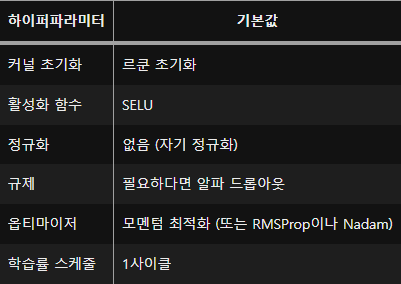 하이퍼파라미터 기본값
커널 초기화 르쿤 초기화
활성화 함수 SELU
정규화 없음 (자기 정규화)
규제 필요하다면 알파 드롭아웃
옵티마이저 모멘텀 최적화 (또는 RMSProp이나 Nadam)
학습률 스케줄 1사이클